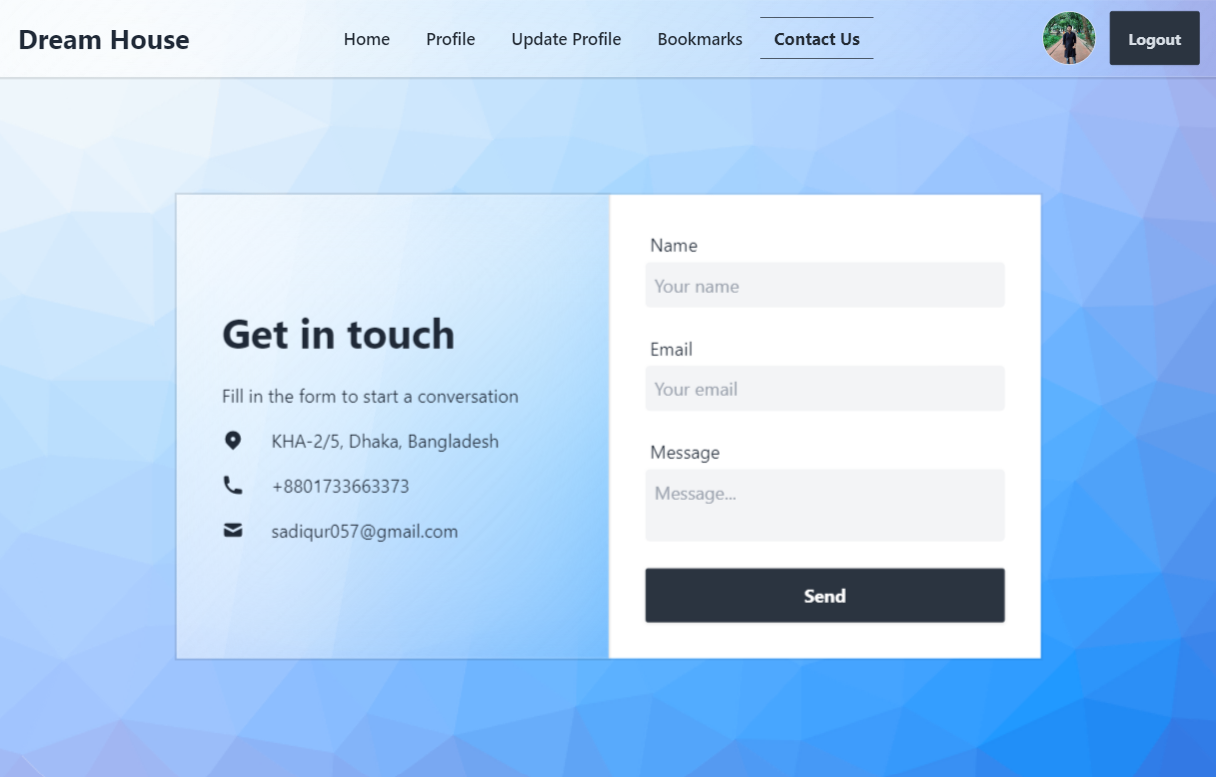 Dream House
Home
Profile
Update Profile
Bookmarks
Contact Us
Logout
Get in touch
Fill in the form to start a conversation
KHA-2/5, Dhaka, Bangladesh
+8801733663373
sadiqur057@gmail.com
Name
Your name
Email
Your email
Message
Message...
Send